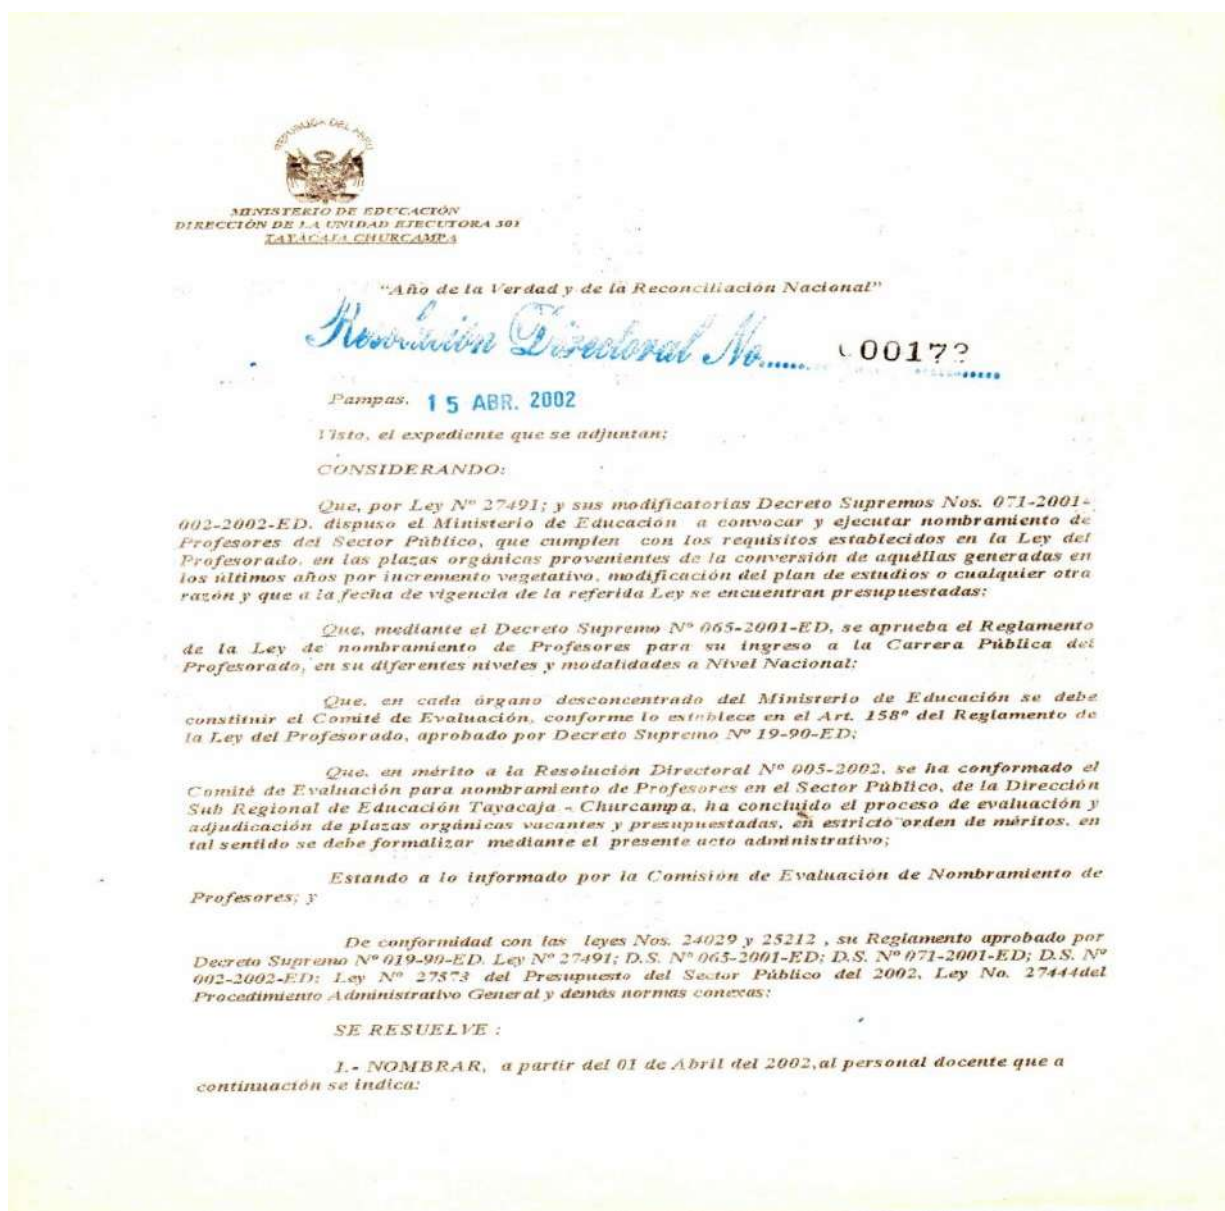 REPUBLICA DEL PERU
MINISTERIO DE EDUCACIÓN
DIRECCIÓN DE LA UNIDAD EJECUTORA 301
TAYACAJA CHURCAMPA
"Año de la Verdad y de la Reconciliación Nacional"
Resolución Directoral No. 00172
Pampas, 15 ABR. 2002
Visto, el expediente que se adjuntan;
CONSIDERANDO:
Que, por Ley Nº 27491; y sus modificatorias Decreto Supremos Nos. 071-2001-
002-2002-ED, dispuso el Ministerio de Educación a convocar y ejecutar nombramiento de
Profesores del Sector Público, que cumplen con los requisitos establecidos en la Ley del
Profesorado, en las plazas orgánicas provenientes de la conversión de aquéllas generadas en
los últimos años por incremento vegetativo, modificación del plan de estudios o cualquier otra
razón y que a la fecha de vigencia de la referida Ley se encuentran presupuestadas;
Que, mediante el Decreto Supremo Nº 065-2001-ED, se aprueba el Reglamento
de la Ley de nombramiento de Profesores para su ingreso a la Carrera Pública del
Profesorado, en su diferentes niveles y modalidades a Nivel Nacional;
Que, en cada órgano desconcentrado del Ministerio de Educación se debe
constituir el Comité de Evaluación, conforme lo establece en el Art. 158º del Reglamento de
la Ley del Profesorado, aprobado por Decreto Supremo Nº 19-90-ED;
Que, en mérito a la Resolución Directoral Nº 005-2002, se ha conformado el
Comité de Evaluación para nombramiento de Profesores en el Sector Público, de la Dirección
Sub Regional de Educación Tayacaja - Churcampa, ha concluido el proceso de evaluación y
adjudicación de plazas orgánicas vacantes y presupuestadas, en estricto orden de méritos, en
tal sentido se debe formalizar mediante el presente acto administrativo;
Estando a lo informado por la Comisión de Evaluación de Nombramiento de
Profesores; y
De conformidad con las leyes Nos. 24029 y 25212 , su Reglamento aprobado por
Decreto Supremo Nº 019-90-ED. Ley Nº 27491; D.S. Nº 065-2001-ED; D.S. Nº 071-2001-ED; D.S. Nº
002-2002-ED; Ley Nº 27573 del Presupuesto del Sector Público del 2002, Ley No. 27444del
Procedimiento Administrativo General y demás normas conexas;
SE RESUELVE :
1.- NOMBRAR, a partir del 01 de Abril del 2002,al personal docente que a
continuación se indica: